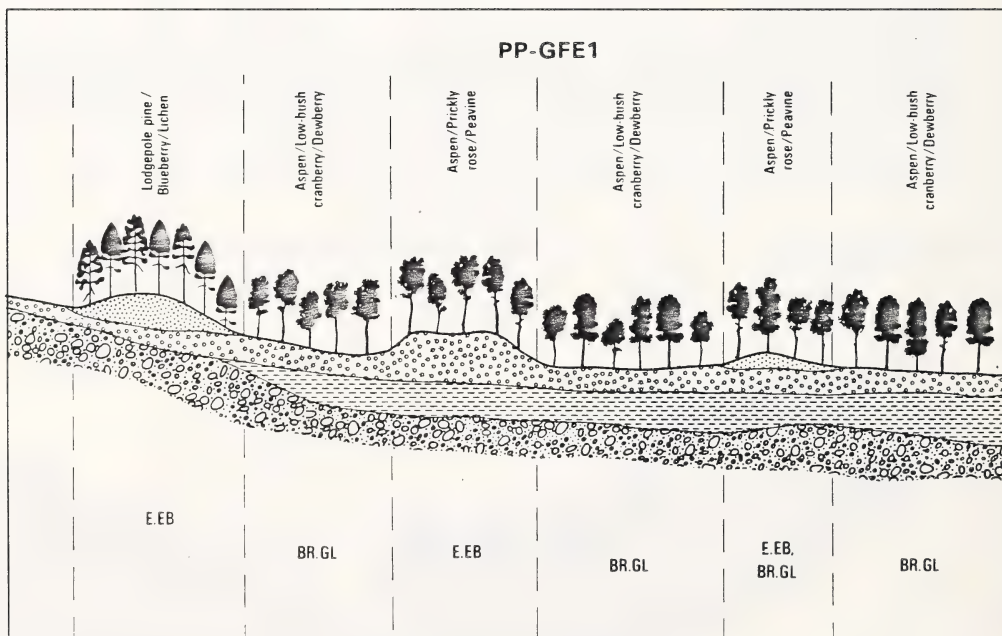 PP-GFE1
Lodgepole pine /
Blueberry/Lichen
Aspen/Low-bush
cranberry/Dewberry
Aspen/Prickly
rose/Peavine
Aspen/Low-bush
cranberry/Dewberry
Aspen/Prickly
rose/Peavine
Aspen/Low-bush
cranberry/Dewberry
E.EB
BR.GL
E.EB
BR.GL
E.EB,
BR.GL
BR.GL